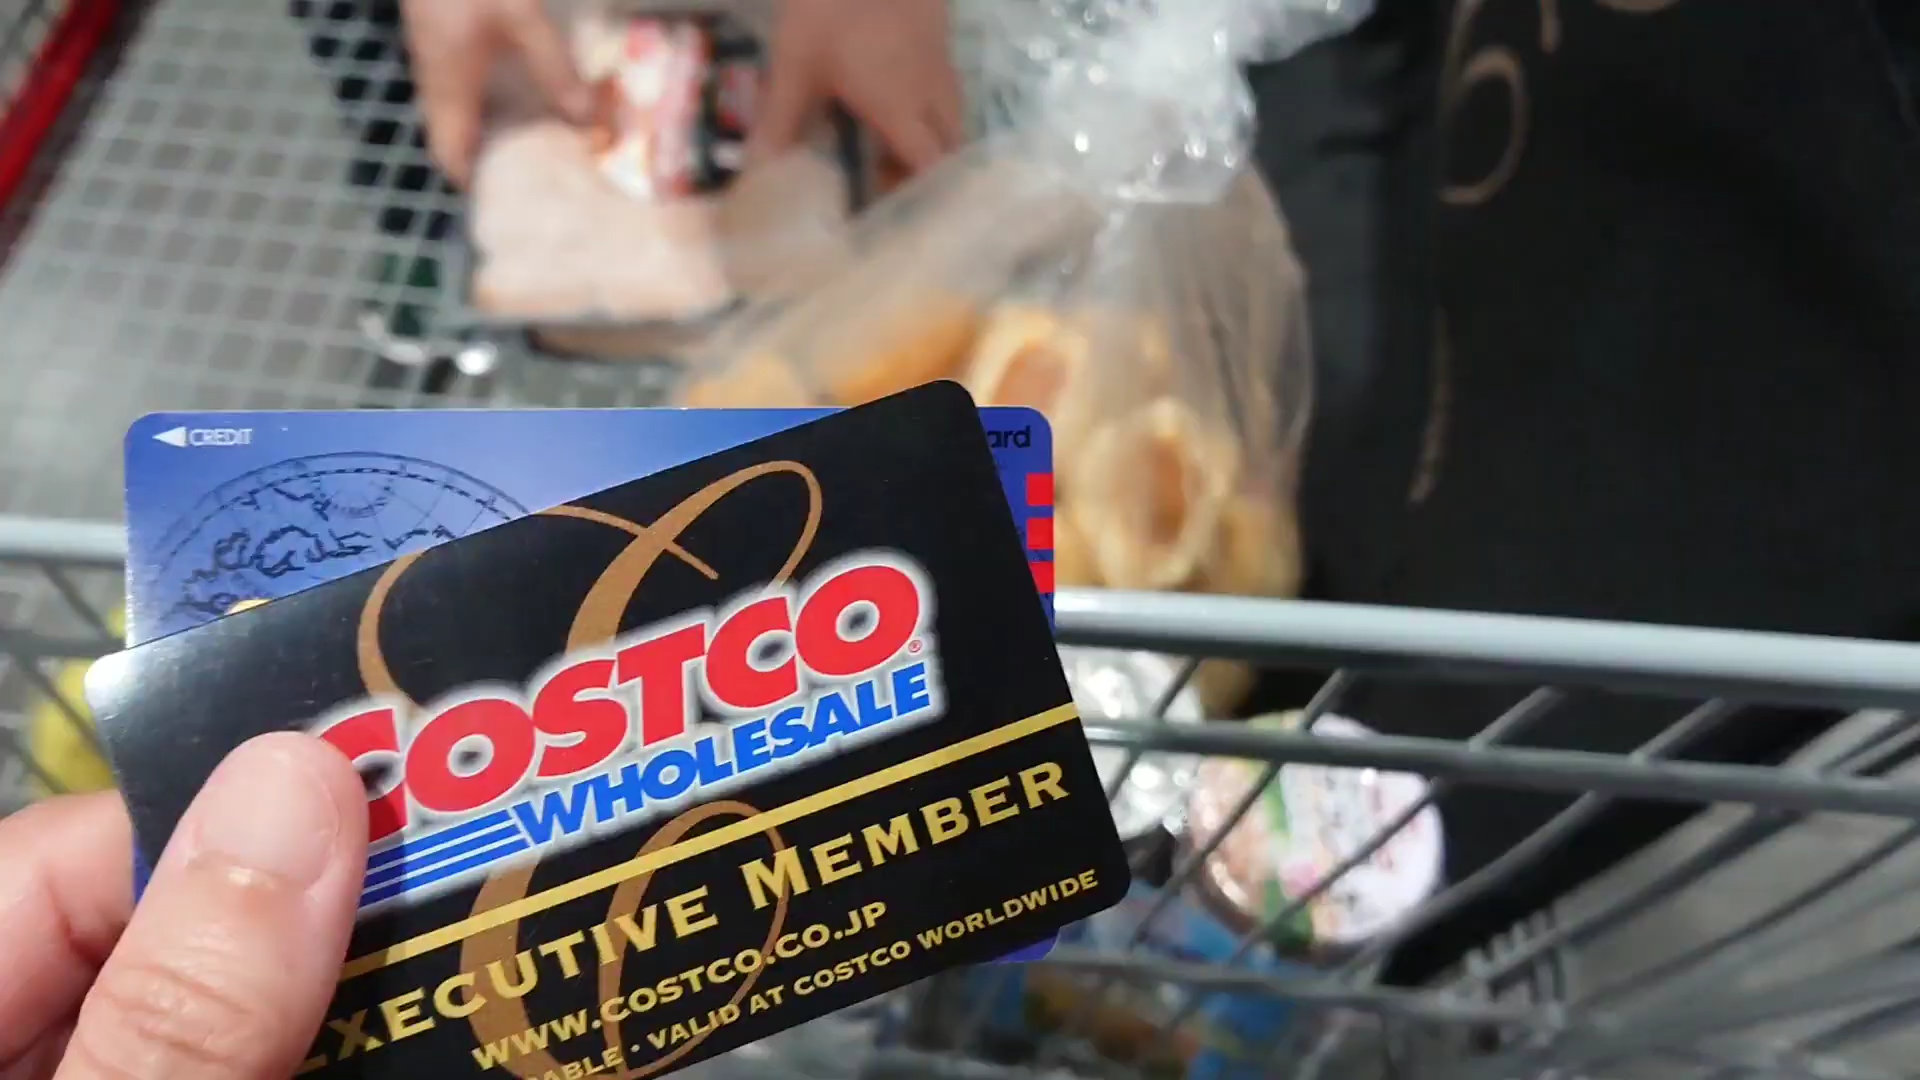 CREDIT
ard
COSTCO®
WHOLESALE
EXECUTIVE MEMBER
WWW.COSTCO.CO.JP
ABLE · VALID AT COSTCO WORLDWIDE